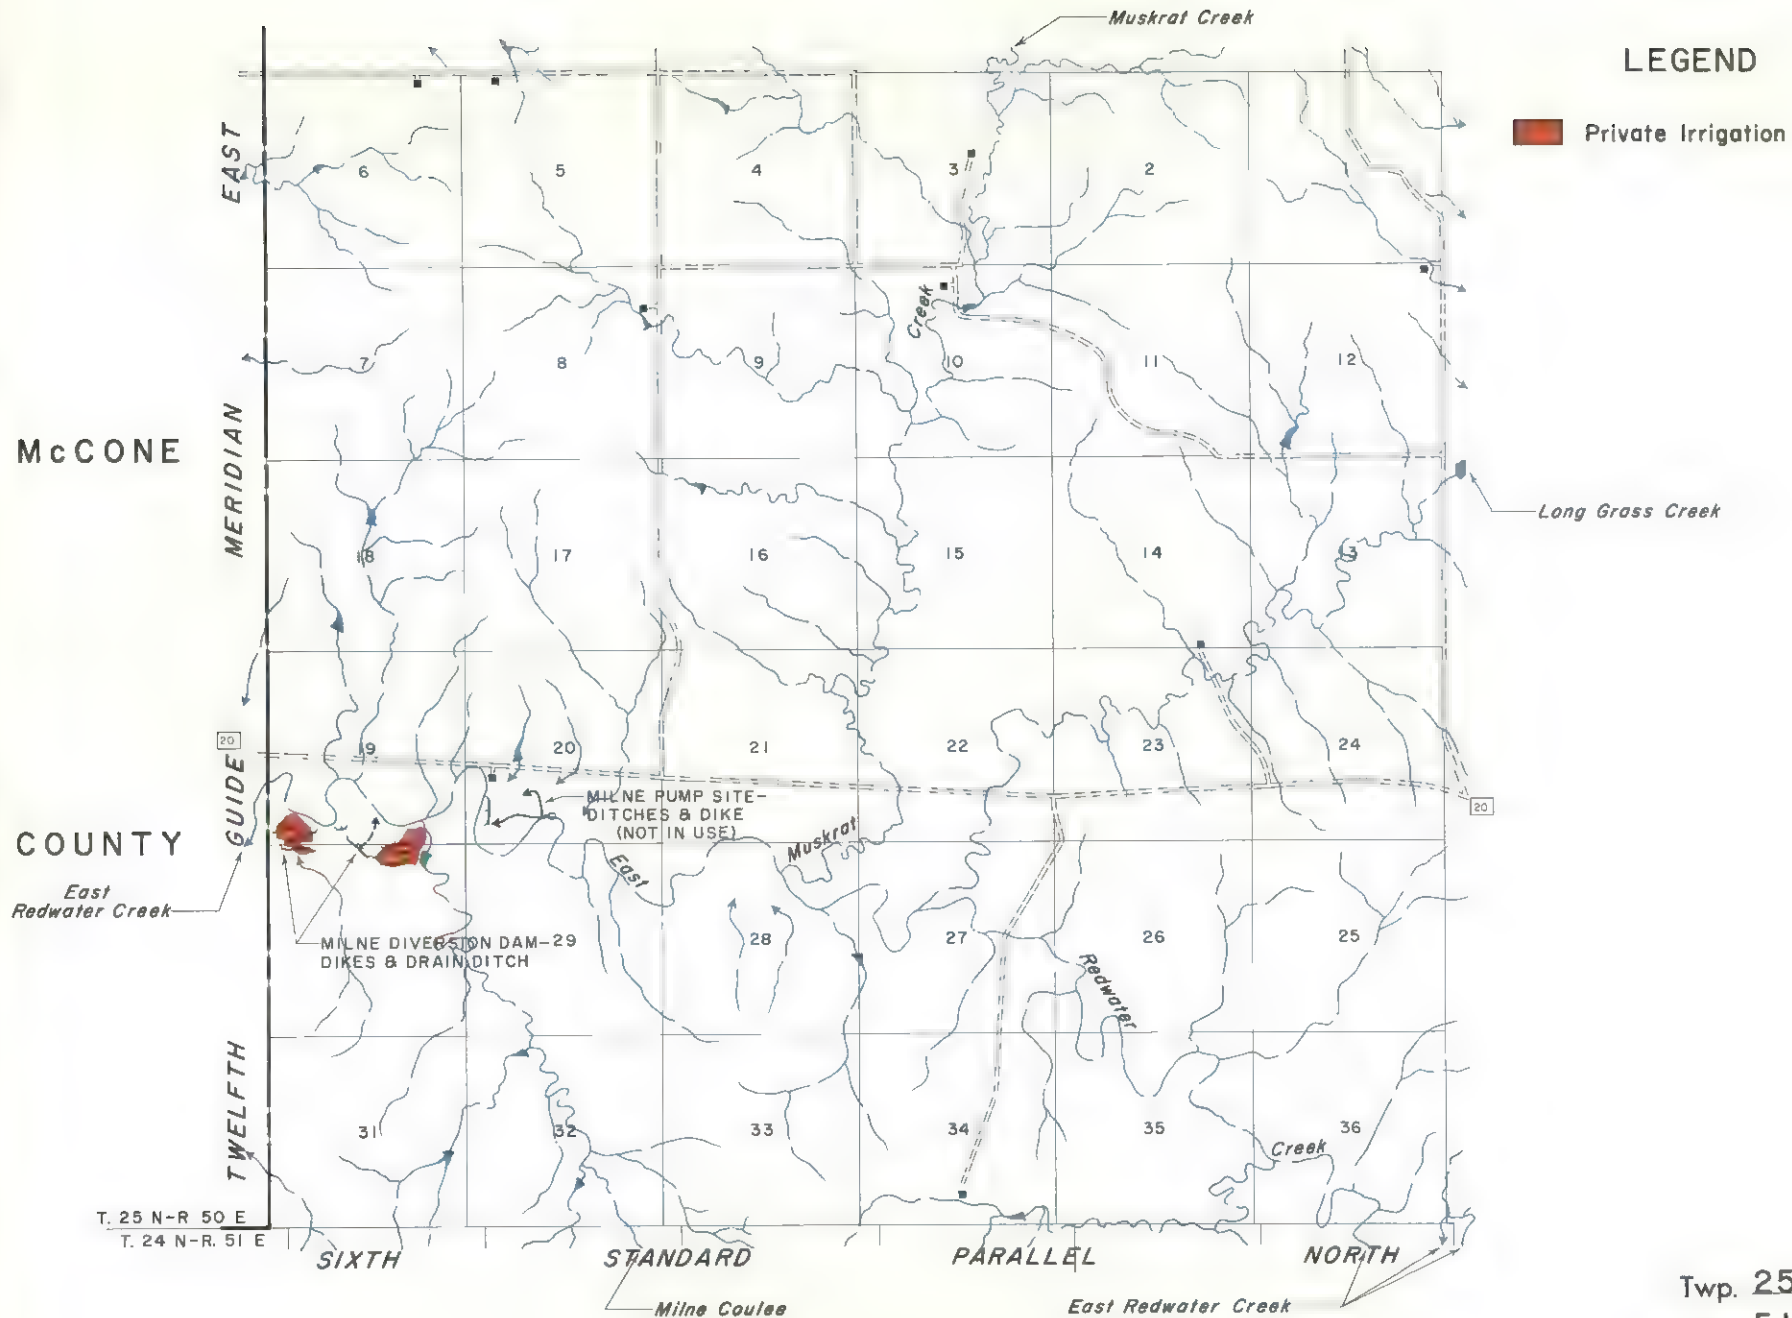 Muskrat Creek
LEGEND
Private Irrigation
EAST
6
5
4
3
2
Creek
7
8
9
10
11
12
McCONE
MERIDIAN
Long Grass Creek
18
17
16
15
14
13
20
19
20
21
22
23
24
20
GUIDE
MILNE PUMP SITE-
DITCHES & DIKE
(NOT IN USE)
COUNTY
East
Redwater Creek
East
Muskrat
MILNE DIVERSION DAM-29
DIKES & DRAIN DITCH
28
27
26
25
Redwater
TWELFTH
31
32
33
34
35
36
Creek
T. 25 N-R 50 E
T. 24 N-R. 51 E
SIXTH STANDARD PARALLEL NORTH
Milne Coulee
East Redwater Creek
Twp. 25